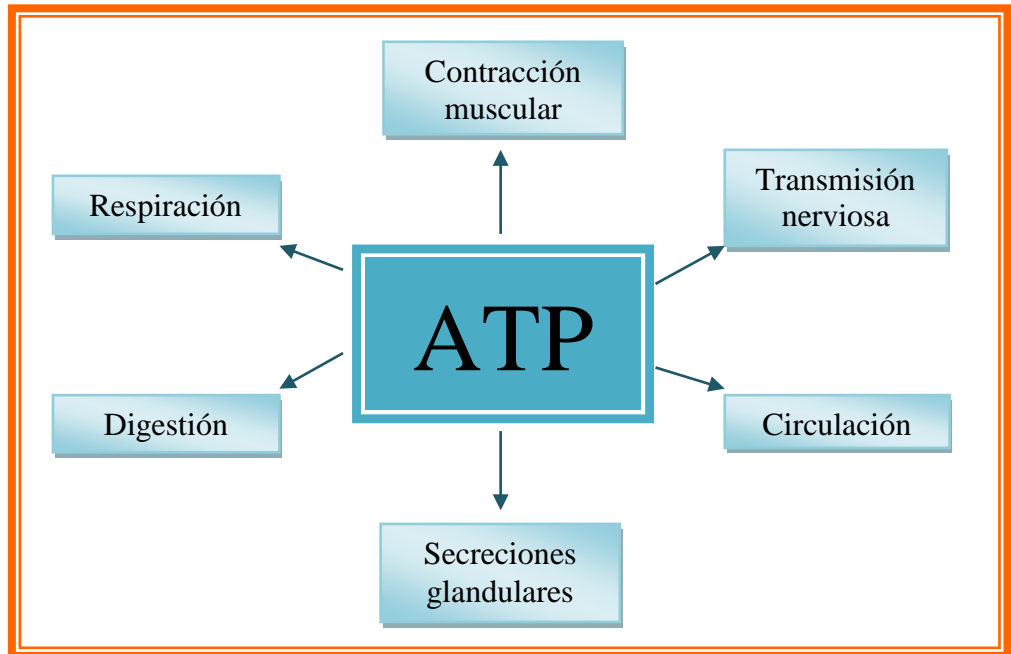 Contracción
muscular
Transmisión
nerviosa
Respiración
ATP
Digestión
Circulación
Secreciones
glandulares